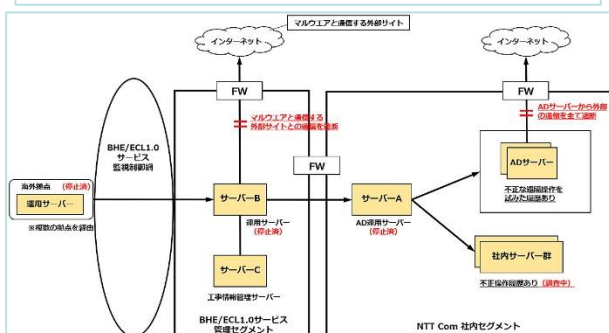 マルウエアと通信する外部サイト
インターネット
インターネット
FW
FW
BHE/ECL1.0
サービス
監視制御網
マルウエアと通信する
外部サイトとの通信を遮断
ADサーバーから外部
の通信を全て遮断
FW
海外拠点 (停止済)
運用サーバー
※複数の拠点を経由
サーバーB
運用サーバー
(停止済)
サーバーA
AD運用サーバー
(停止済)
ADサーバー
不正な遠隔操作を
試みた履歴あり
サーバーC
工事情報管理サーバー
社内サーバー群
不正操作履歴あり (調査中)
BHE/ECL1.0サービス
管理セグメント
NTT Com 社内セグメント